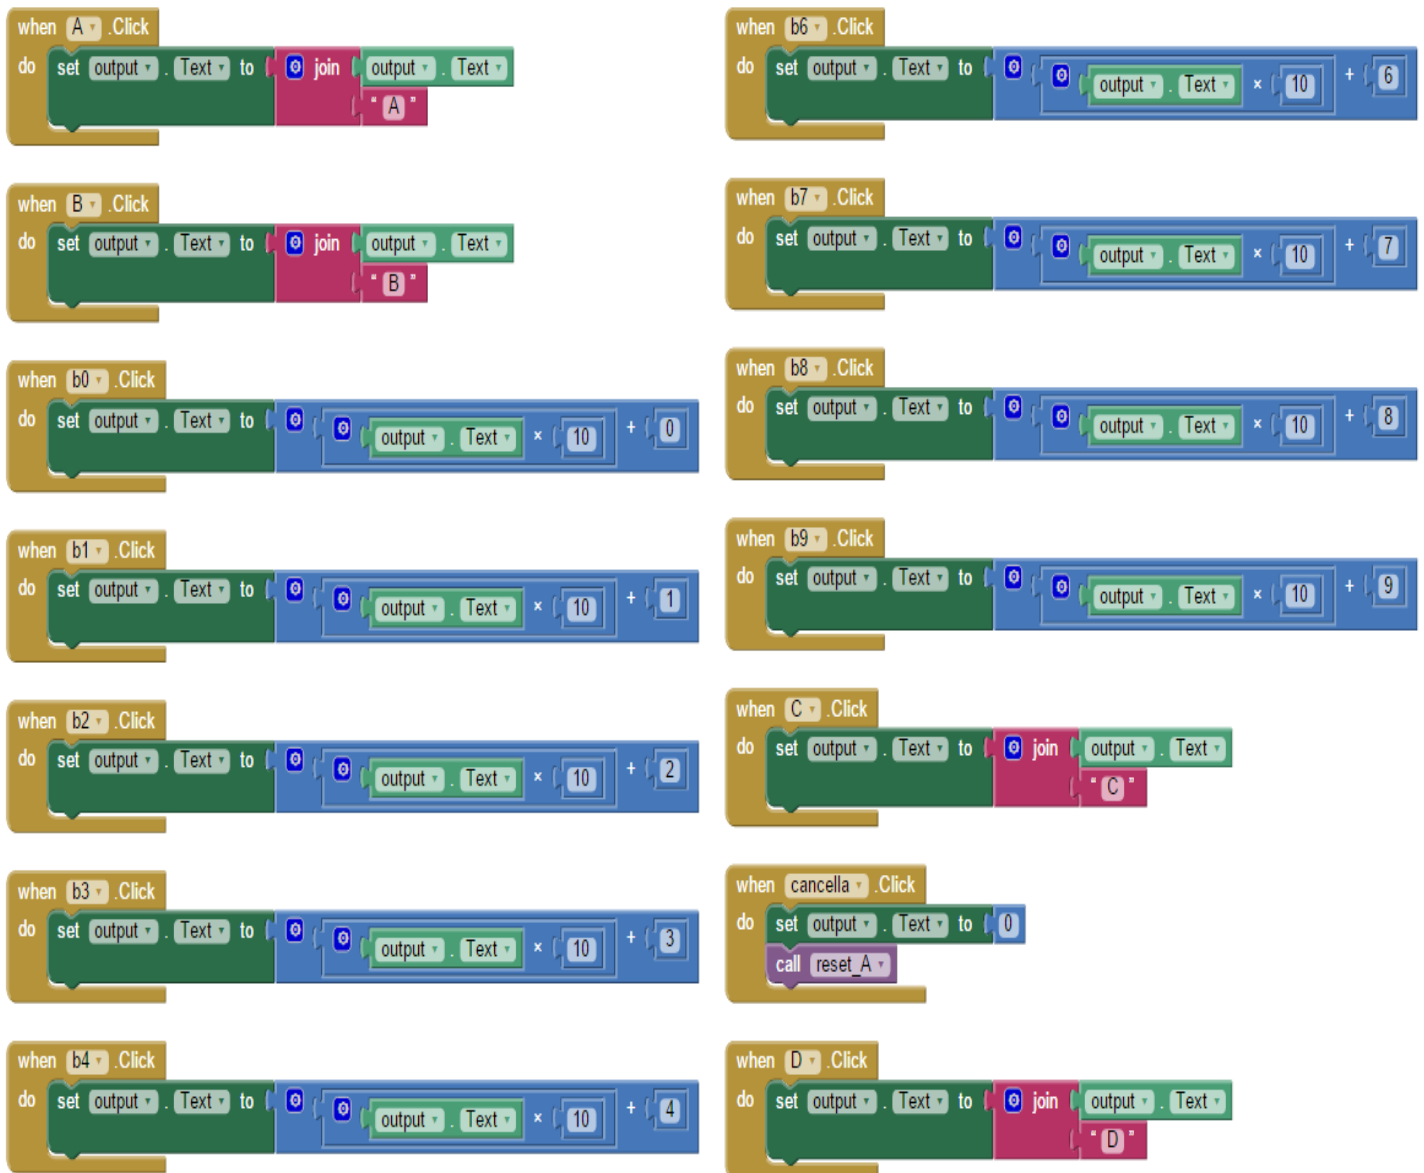 when A .Click
do set output . Text to join output . Text
" A "
when B .Click
do set output . Text to join output . Text
" B "
when b0 .Click
do set output . Text to output . Text × 10 + 0
when b1 .Click
do set output . Text to output . Text × 10 + 1
when b2 .Click
do set output . Text to output . Text × 10 + 2
when b3 .Click
do set output . Text to output . Text × 10 + 3
when b4 .Click
do set output . Text to output . Text × 10 + 4
when b6 .Click
do set output . Text to output . Text × 10 + 6
when b7 .Click
do set output . Text to output . Text × 10 + 7
when b8 .Click
do set output . Text to output . Text × 10 + 8
when b9 .Click
do set output . Text to output . Text × 10 + 9
when C .Click
do set output . Text to join output . Text
" C "
when cancella .Click
do set output . Text to 0
call reset_A
when D .Click
do set output . Text to join output . Text
" D "